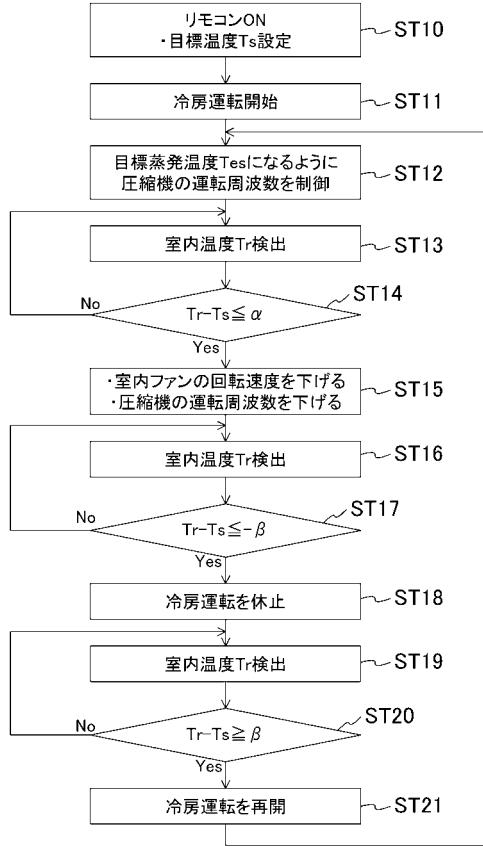 リモコンON
・目標温度Ts設定
ST10
冷房運転開始
ST11
目標蒸発温度Tesになるように
圧縮機の運転周波数を制御
ST12
室内温度Tr検出
ST13
Tr-Ts≦α
ST14
No
Yes
・室内ファンの回転速度を下げる
・圧縮機の運転周波数を下げる
ST15
室内温度Tr検出
ST16
Tr-Ts≦-β
ST17
No
Yes
冷房運転を休止
ST18
室内温度Tr検出
ST19
Tr-Ts≧β
ST20
No
Yes
冷房運転を再開
ST21